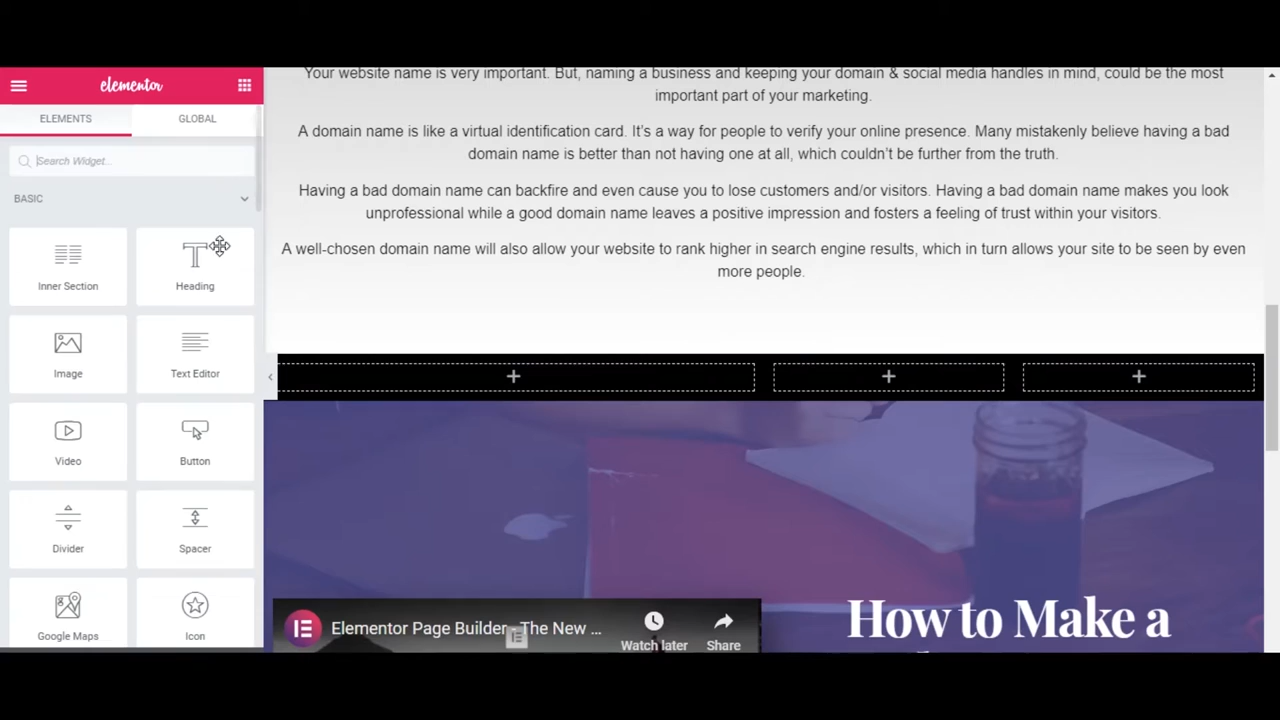 elementor
ELEMENTS
GLOBAL
Search Widget...
BASIC
Inner Section
Heading
Image
Text Editor
Video
Button
Divider
Spacer
Google Maps
Icon
Your website name is very important. But, naming a business and keeping your domain & social media handles in mind, could be the most
important part of your marketing.
A domain name is like a virtual identification card. It's a way for people to verify your online presence. Many mistakenly believe having a bad
domain name is better than not having one at all, which couldn't be further from the truth.
Having a bad domain name can backfire and even cause you to lose customers and/or visitors. Having a bad domain name makes you look
unprofessional while a good domain name leaves a positive impression and fosters a feeling of trust within your visitors.
A well-chosen domain name will also allow your website to rank higher in search engine results, which in turn allows your site to be seen by even
more people.
Elementor Page Builder - The New ...
Watch later
Share
How to Make a